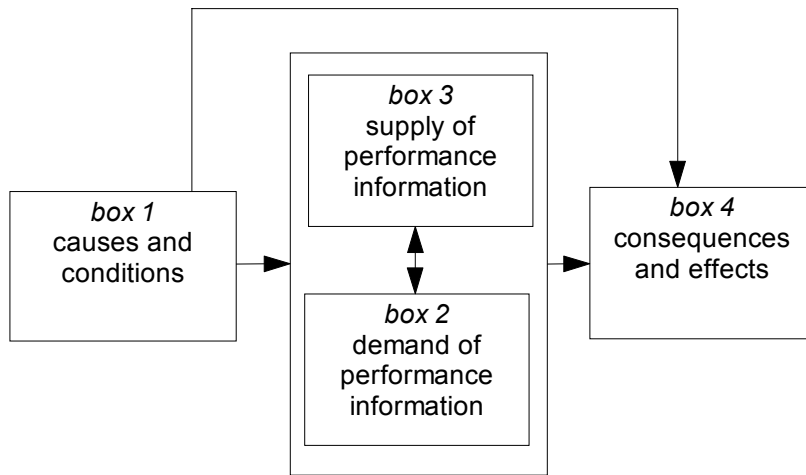 box 3
supply of
performance
information
box 1
causes and
conditions
box 4
consequences
and effects
box 2
demand of
performance
information